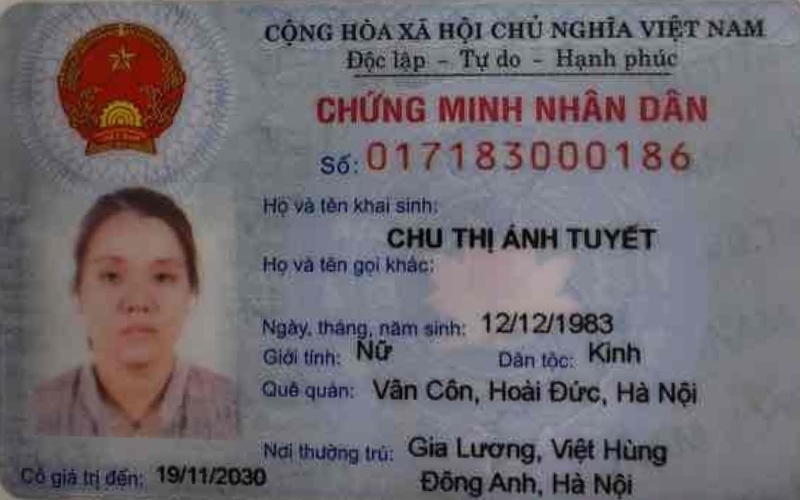 CỘNG HÒA XÃ HỘI CHỦ NGHĨA VIỆT NAM
Độc lập - Tự do - Hạnh phúc
CHỨNG MINH NHÂN DÂN
Số: 017183000186
Họ và tên khai sinh:
CHU THỊ ÁNH TUYẾT
Họ và tên gọi khác:
Ngày, tháng, năm sinh: 12/12/1983
Giới tính: Nữ Dân tộc: Kinh
Quê quán: Vân Côn, Hoài Đức, Hà Nội
Nơi thường trú: Gia Lương, Việt Hùng
Đông Anh, Hà Nội
Có giá trị đến: 19/11/2030